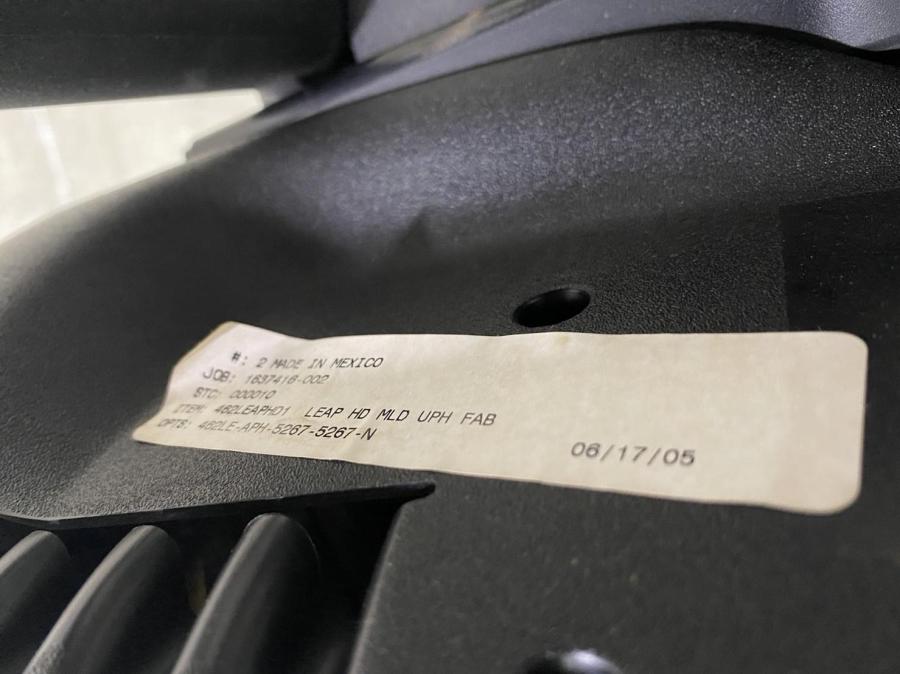 #: 2 MADE IN MEXICO
JOB: 1637416-002
STC: 000010
ITEM: 462LEAPHD1 LEAP HD MLD UPH FAB
OPTS: 462LE-APH-5267-5267-N
06/17/05